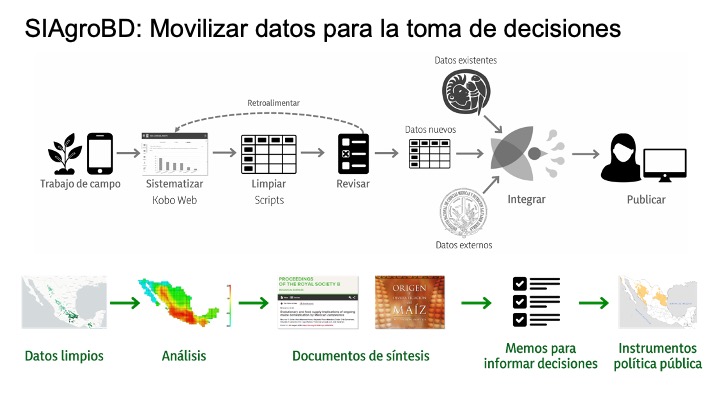 SIAgroBD: Movilizar datos para la toma de decisiones
Datos existentes
Retroalimentar
Datos nuevos
Trabajo de campo
Sistematizar
Kobo Web
Limpiar
Scripts
Revisar
Integrar
Publicar
Datos externos
PROCEEDINGS
OF THE ROYAL SOCIETY B
ORIGEN
MAÍZ
Datos limpios
Análisis
Documentos de síntesis
Memos para
informar decisiones
Instrumentos
política pública